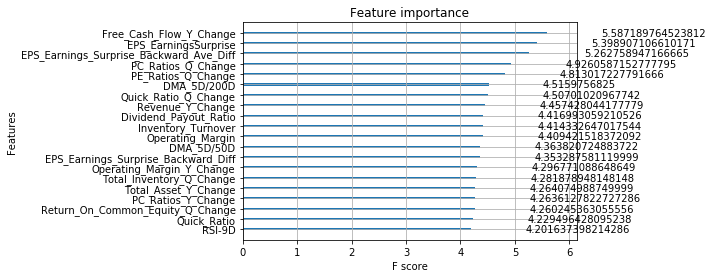 Feature importance
Free_Cash_Flow_Y_Change 5.587189764523812
EPS_EarningsSurprise 5.398907106610171
EPS_Earnings_Surprise_Backward_Ave_Diff 5.262758947166665
PC_Ratios_Q_Change 4.9260587152777795
PE_Ratios_Q_Change 4.813017227791666
DMA_5D/200D 4.5159756825
Quick_Ratio_Q_Change 4.50701020967742
Revenue_Y_Change 4.457428044177779
Dividend_Payout_Ratio 4.416993059210526
Inventory_Turnover 4.414332647017544
Operating_Margin 4.409421518372092
DMA_5D/50D 4.363820724883722
EPS_Earnings_Surprise_Backward_Diff 4.353287581119999
Operating_Margin_Y_Change 4.296771088648649
Total_Inventory_Q_Change 4.281878948148148
Total_Asset_Y_Change 4.264074988749999
PC_Ratios_Y_Change 4.2636127822727286
Return_On_Common_Equity_Q_Change 4.260245363055556
Quick_Ratio 4.229496428095238
RSI-9D 4.201637398214286
Features
0 1 2 3 4 5 6
F score